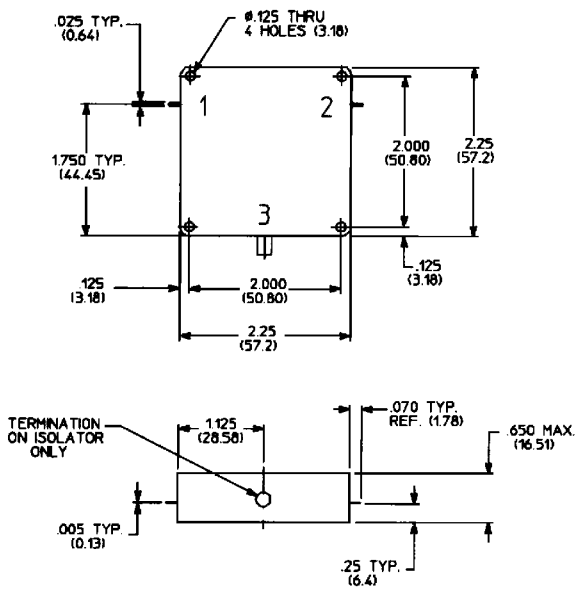 .025 TYP.
(0.64)
Ø.125 THRU
4 HOLES (3.18)
1
2
1.750 TYP.
(44.45)
2.000
(50.80)
2.25
(57.2)
3
.125
(3.18)
2.000
(50.80)
.125
(3.18)
2.25
(57.2)
TERMINATION
ON ISOLATOR
ONLY
1.125
(28.58)
.070 TYP.
REF. (1.78)
.650 MAX.
(16.51)
.005 TYP.
(0.13)
.25 TYP.
(6.4)